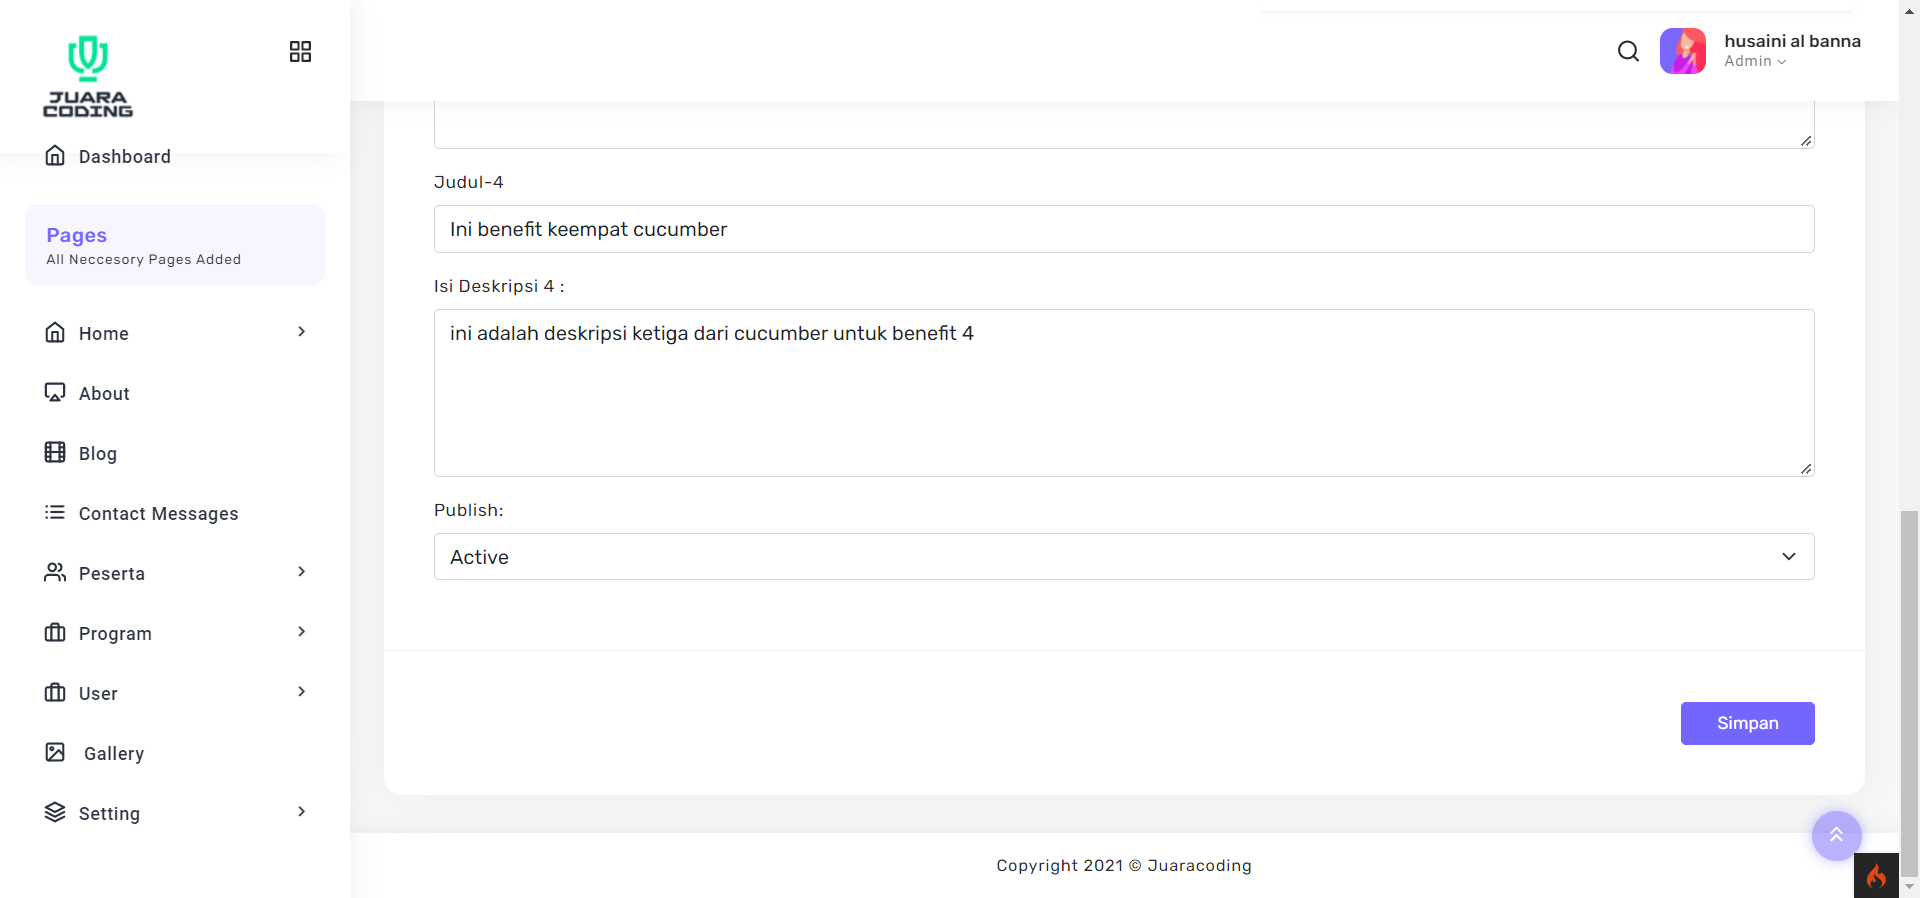 JUARA
CODING
Dashboard
Pages
All Neccesory Pages Added
Home
About
Blog
Contact Messages
Peserta
Program
User
Gallery
Setting
husaini al banna
Admin
Judul-4
Ini benefit keempat cucumber
Isi Deskripsi 4 :
ini adalah deskripsi ketiga dari cucumber untuk benefit 4
Publish:
Active
Simpan
Copyright 2021 © Juaracoding